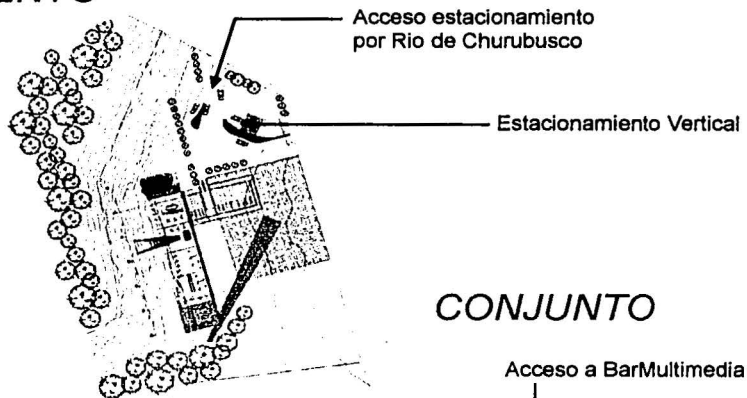 Acceso estacionamiento
por Rio de Churubusco
Estacionamiento Vertical
CONJUNTO
Acceso a BarMultimedia